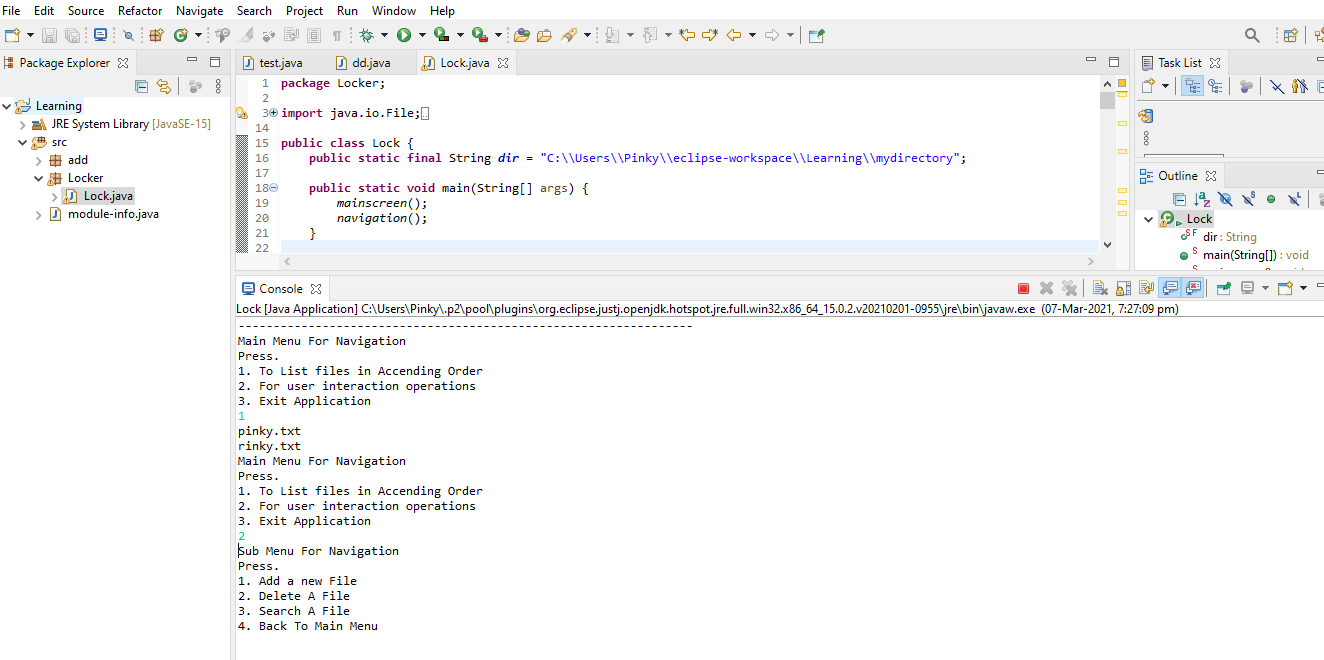 File Edit Source Refactor Navigate Search Project Run Window Help
Package Explorer
Learning
JRE System Library [JavaSE-15]
src
add
Locker
Lock.java
module-info.java
test.java dd.java Lock.java
1 package Locker;
2
3 import java.io.File;
14
15 public class Lock {
16 public static final String dir = "C:\\Users\\Pinky\\eclipse-workspace\\Learning\\mydirectory";
17
18 public static void main(String[] args) {
19 mainscreen();
20 navigation();
21 }
22
Task List
Outline
Lock
dir : String
main(String[]) : void
Console
Lock [Java Application] C:\Users\Pinky\.p2\pool\plugins\org.eclipse.justj.openjdk.hotspot.jre.full.win32.x86_64_15.0.2.v20210201-0955\jre\bin\javaw.exe (07-Mar-2021, 7:27:09 pm)
-----------------------------------------------------------------
Main Menu For Navigation
Press.
1. To List files in Accending Order
2. For user interaction operations
3. Exit Application
1
pinky.txt
rinky.txt
Main Menu For Navigation
Press.
1. To List files in Accending Order
2. For user interaction operations
3. Exit Application
2
Sub Menu For Navigation
Press.
1. Add a new File
2. Delete A File
3. Search A File
4. Back To Main Menu